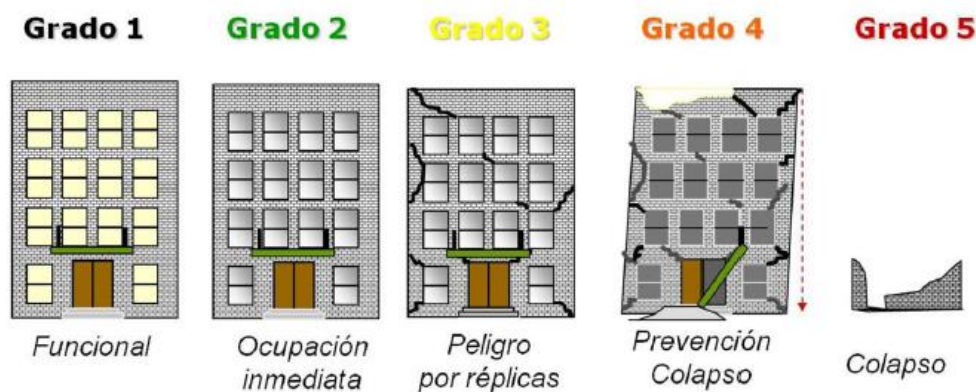 Grado 1
Grado 2
Grado 3
Grado 4
Grado 5
Funcional
Ocupación
inmediata
Peligro
por réplicas
Prevención
Colapso
Colapso